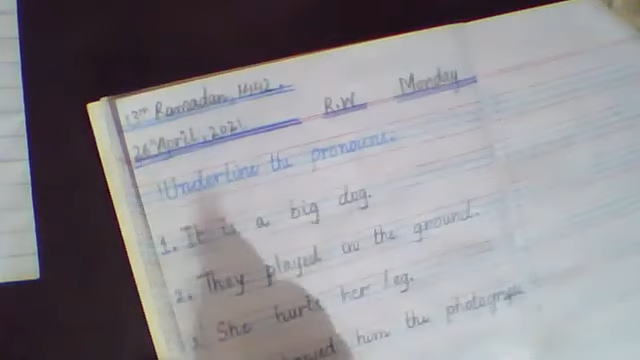 13th Ramadan, 1442.
R.W Monday
26th April, 2021
Underline the pronouns.
1. It is a big dog.
2. They played in the ground.
3. She hurts her leg.
him the photograph